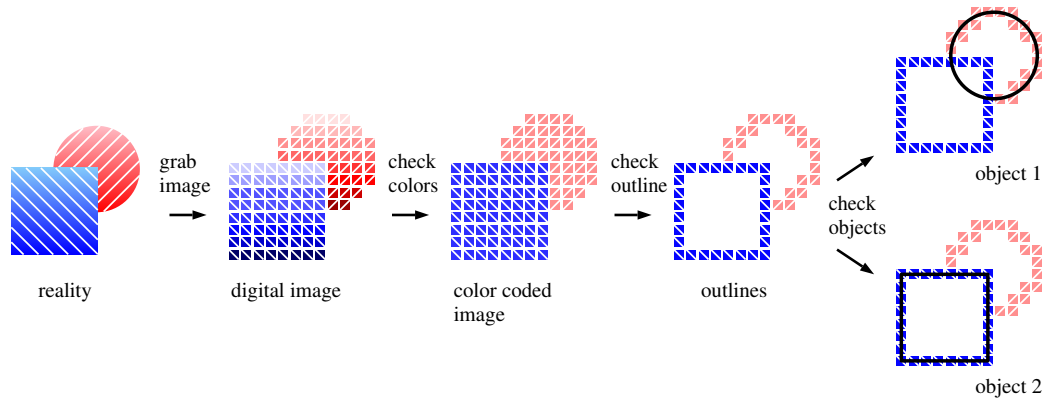 reality
grab
image
digital image
check
colors
color coded
image
check
outline
outlines
check
objects
object 1
object 2